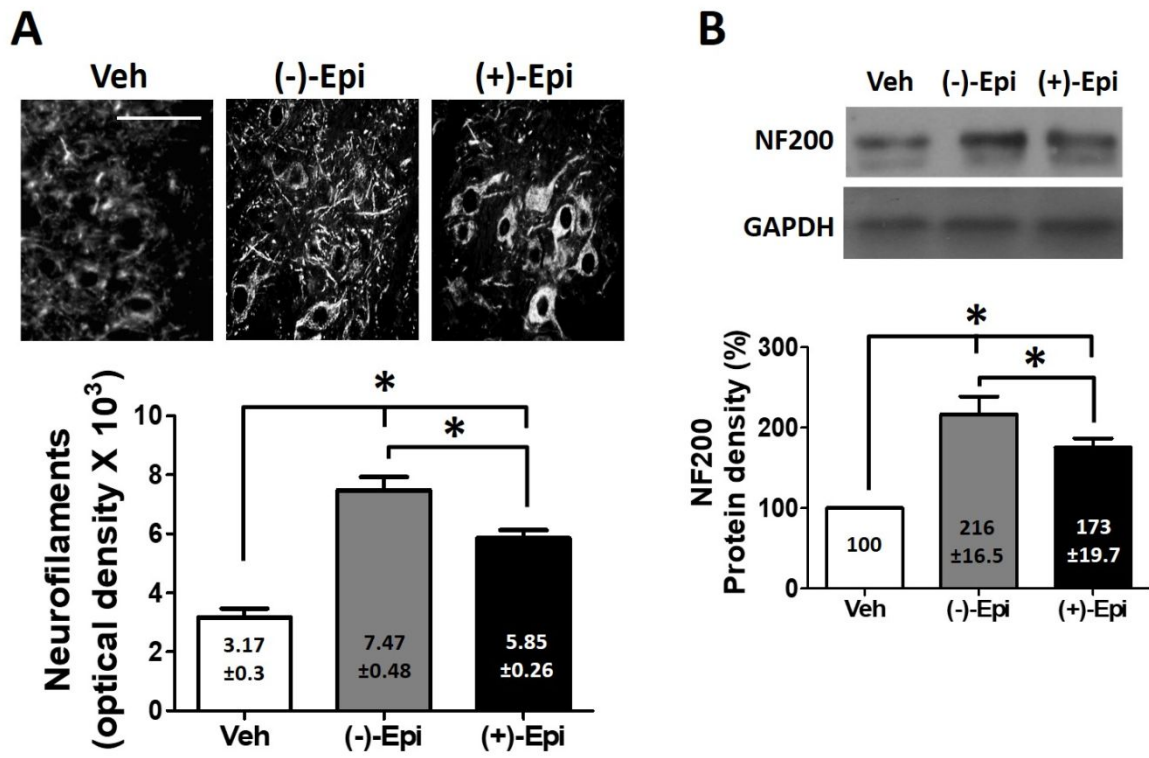 A
Veh (-)-Epi (+)-Epi
Neurofilaments
(optical density X 10³)
10
8
6
4
2
0
*
*
3.17
±0.3
7.47
±0.48
5.85
±0.26
Veh (-)-Epi (+)-Epi
B
Veh (-)-Epi (+)-Epi
NF200
GAPDH
NF200
Protein density (%)
300
200
100
0
*
*
100
216
±16.5
173
±19.7
Veh (-)-Epi (+)-Epi